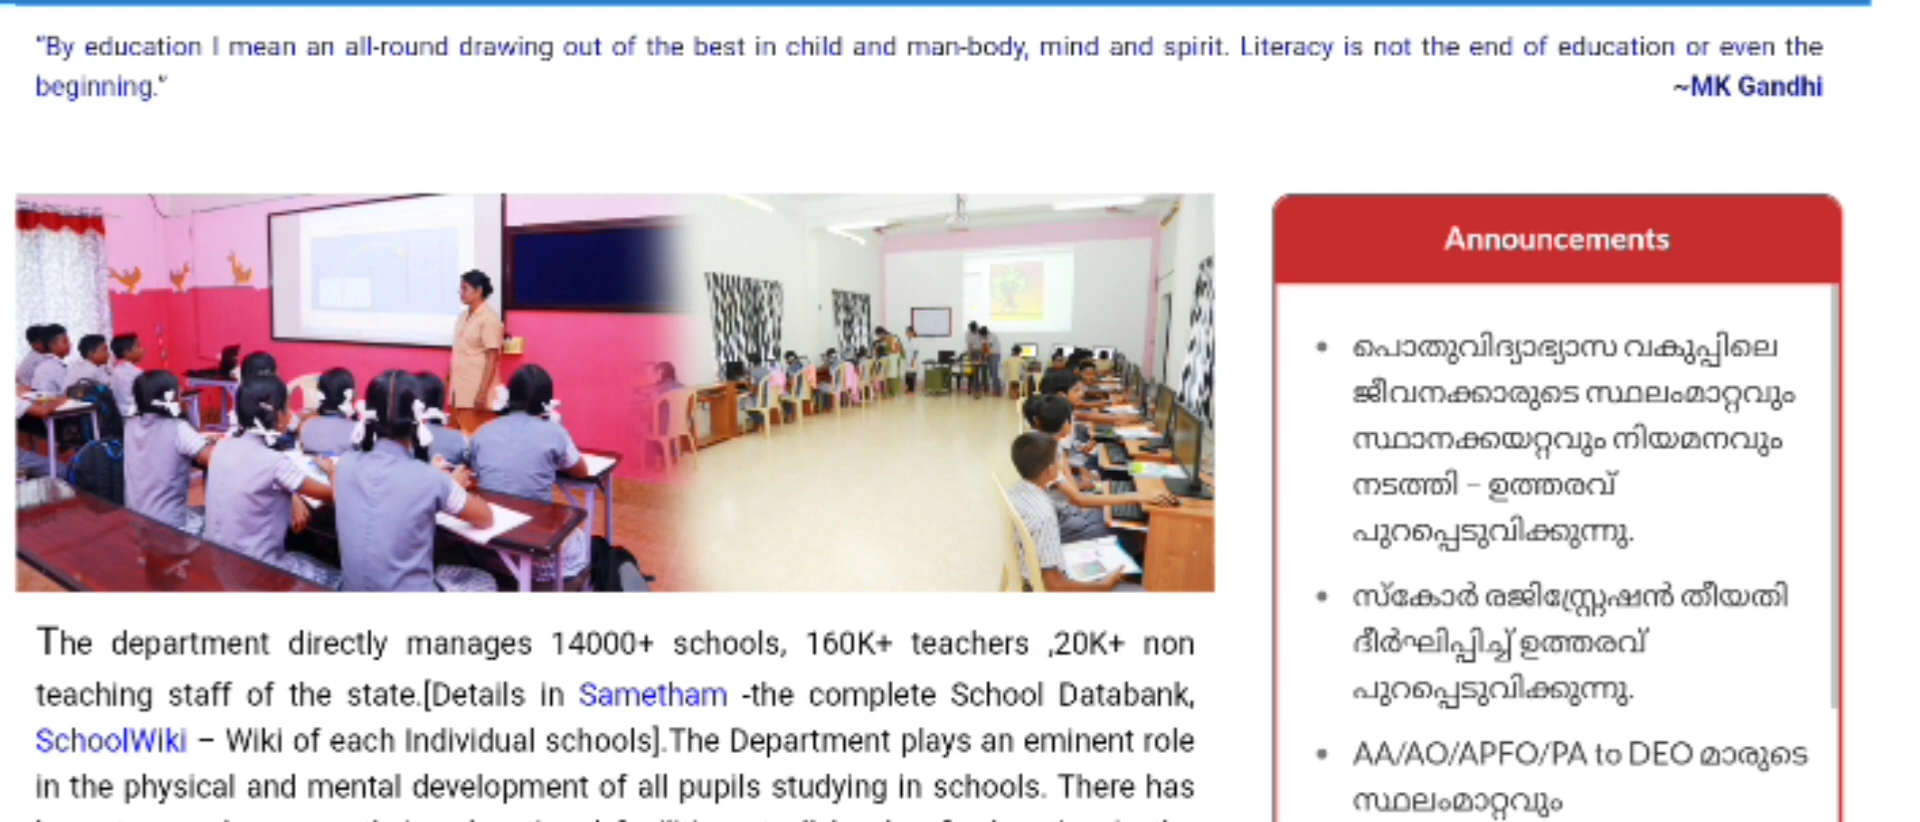 "By education I mean an all-round drawing out of the best in child and man-body, mind and spirit. Literacy is not the end of education or even the
beginning."
~MK Gandhi
The department directly manages 14000+ schools, 160K+ teachers ,20K+ non
teaching staff of the state.[Details in Sametham -the complete School Databank,
SchoolWiki – Wiki of each Individual schools].The Department plays an eminent role
in the physical and mental development of all pupils studying in schools. There has
Announcements
പൊതുവിദ്യാഭ്യാസ വകുപ്പിലെ
ജീവനക്കാരുടെ സ്ഥലംമാറ്റവും
സ്ഥാനക്കയറ്റവും നിയമനവും
നടത്തി – ഉത്തരവ്
പുറപ്പെടുവിക്കുന്നു.
സ്കോർ രജിസ്ട്രേഷൻ തീയതി
ദീർഘിപ്പിച്ച് ഉത്തരവ്
പുറപ്പെടുവിക്കുന്നു.
AA/AO/APFO/PA to DEO മാരുടെ
സ്ഥലംമാറ്റവും